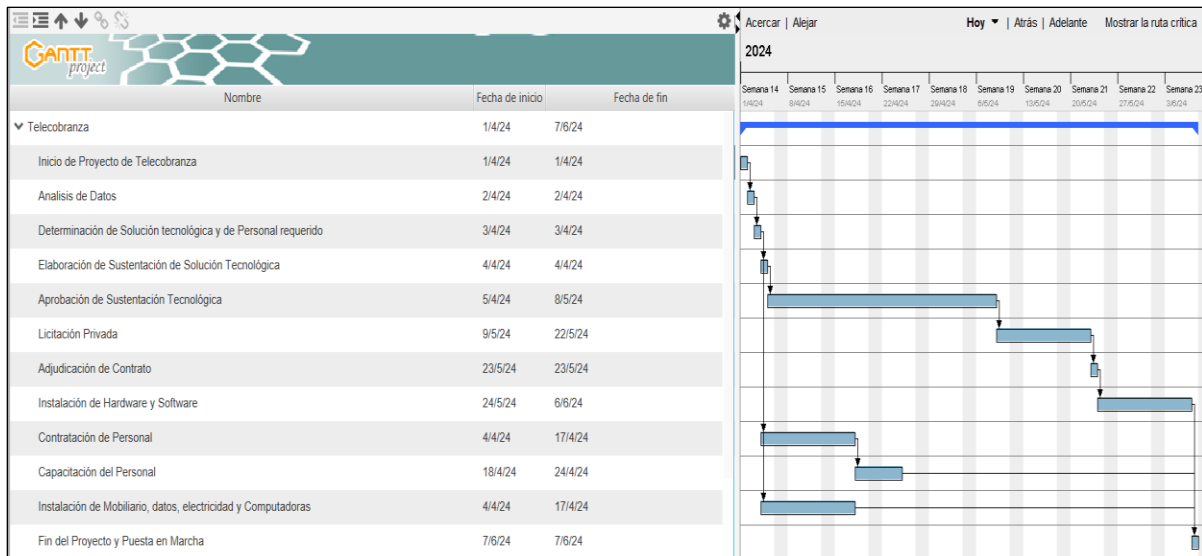 Acercar | Alejar Hoy ▼ | Atrás | Adelante Mostrar la ruta crítica
GANTT project
2024
Semana 14 Semana 15 Semana 16 Semana 17 Semana 18 Semana 19 Semana 20 Semana 21 Semana 22 Semana 23
1/4/24 8/4/24 15/4/24 22/4/24 29/4/24 6/5/24 13/5/24 20/5/24 27/5/24 3/6/24
Nombre Fecha de inicio Fecha de fin
Telecobranza 1/4/24 7/6/24
Inicio de Proyecto de Telecobranza 1/4/24 1/4/24
Analisis de Datos 2/4/24 2/4/24
Determinación de Solución tecnológica y de Personal requerido 3/4/24 3/4/24
Elaboración de Sustentación de Solución Tecnológica 4/4/24 4/4/24
Aprobación de Sustentación Tecnológica 5/4/24 8/5/24
Licitación Privada 9/5/24 22/5/24
Adjudicación de Contrato 23/5/24 23/5/24
Instalación de Hardware y Software 24/5/24 6/6/24
Contratación de Personal 4/4/24 17/4/24
Capacitación del Personal 18/4/24 24/4/24
Instalación de Mobiliario, datos, electricidad y Computadoras 4/4/24 17/4/24
Fin del Proyecto y Puesta en Marcha 7/6/24 7/6/24